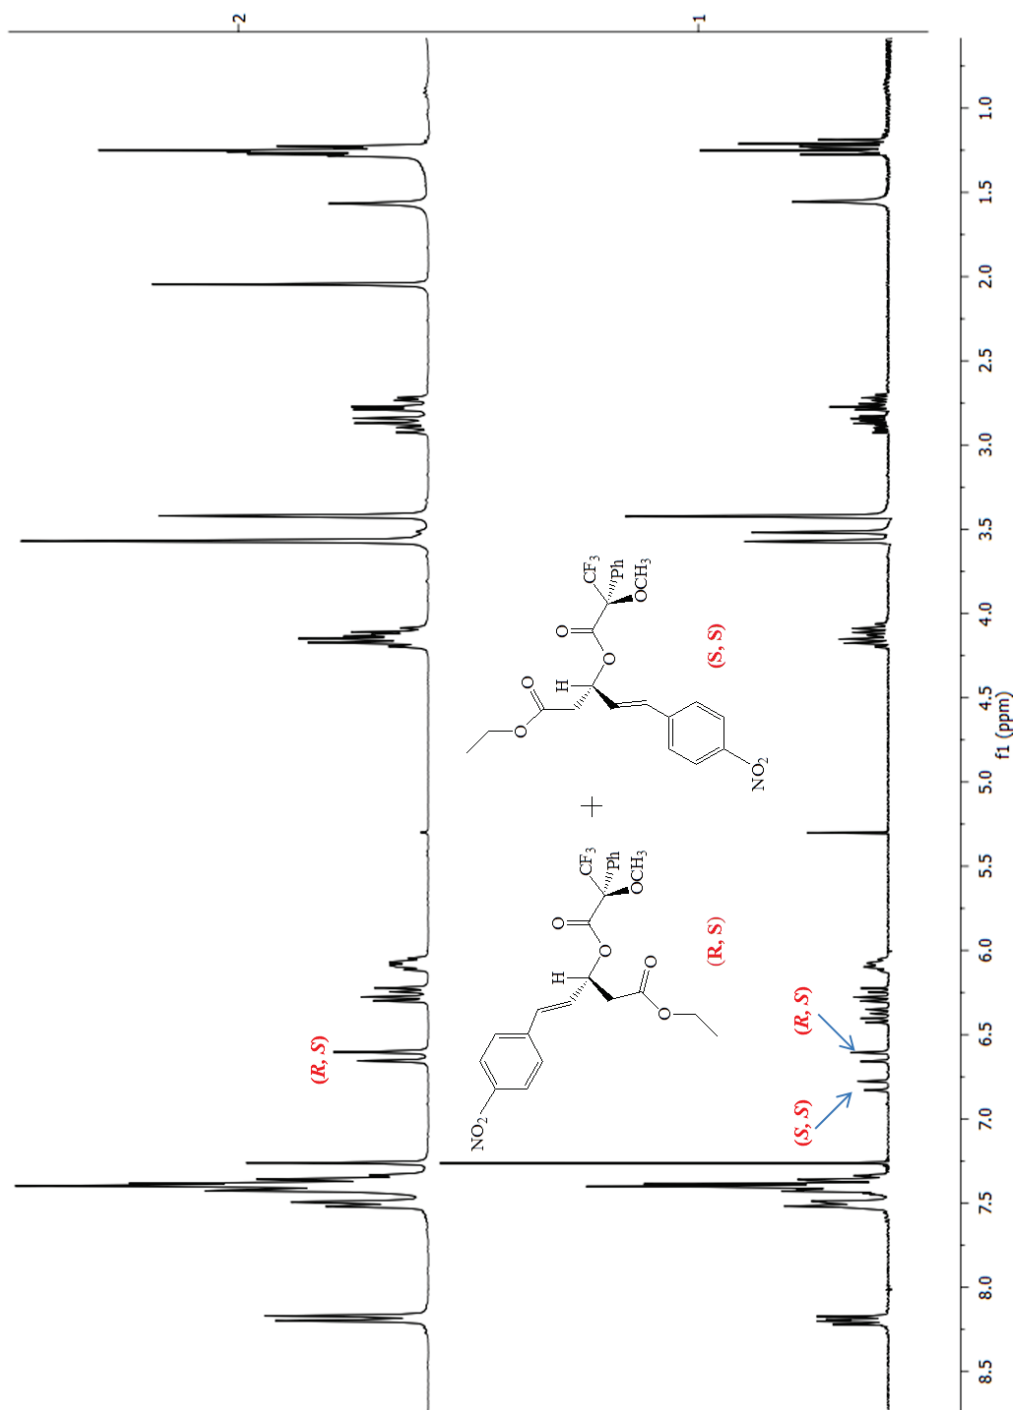 2
(R, S)
NO₂
H
O
CF₃
Ph
OCH₃
O
O
O
+
O
O
H
O
CF₃
Ph
OCH₃
O
NO₂
(R, S)
(S, S)
1
(S, S)
(R, S)
8.5 8.0 7.5 7.0 6.5 6.0 5.5 5.0 4.5 4.0 3.5 3.0 2.5 2.0 1.5 1.0
f1 (ppm)